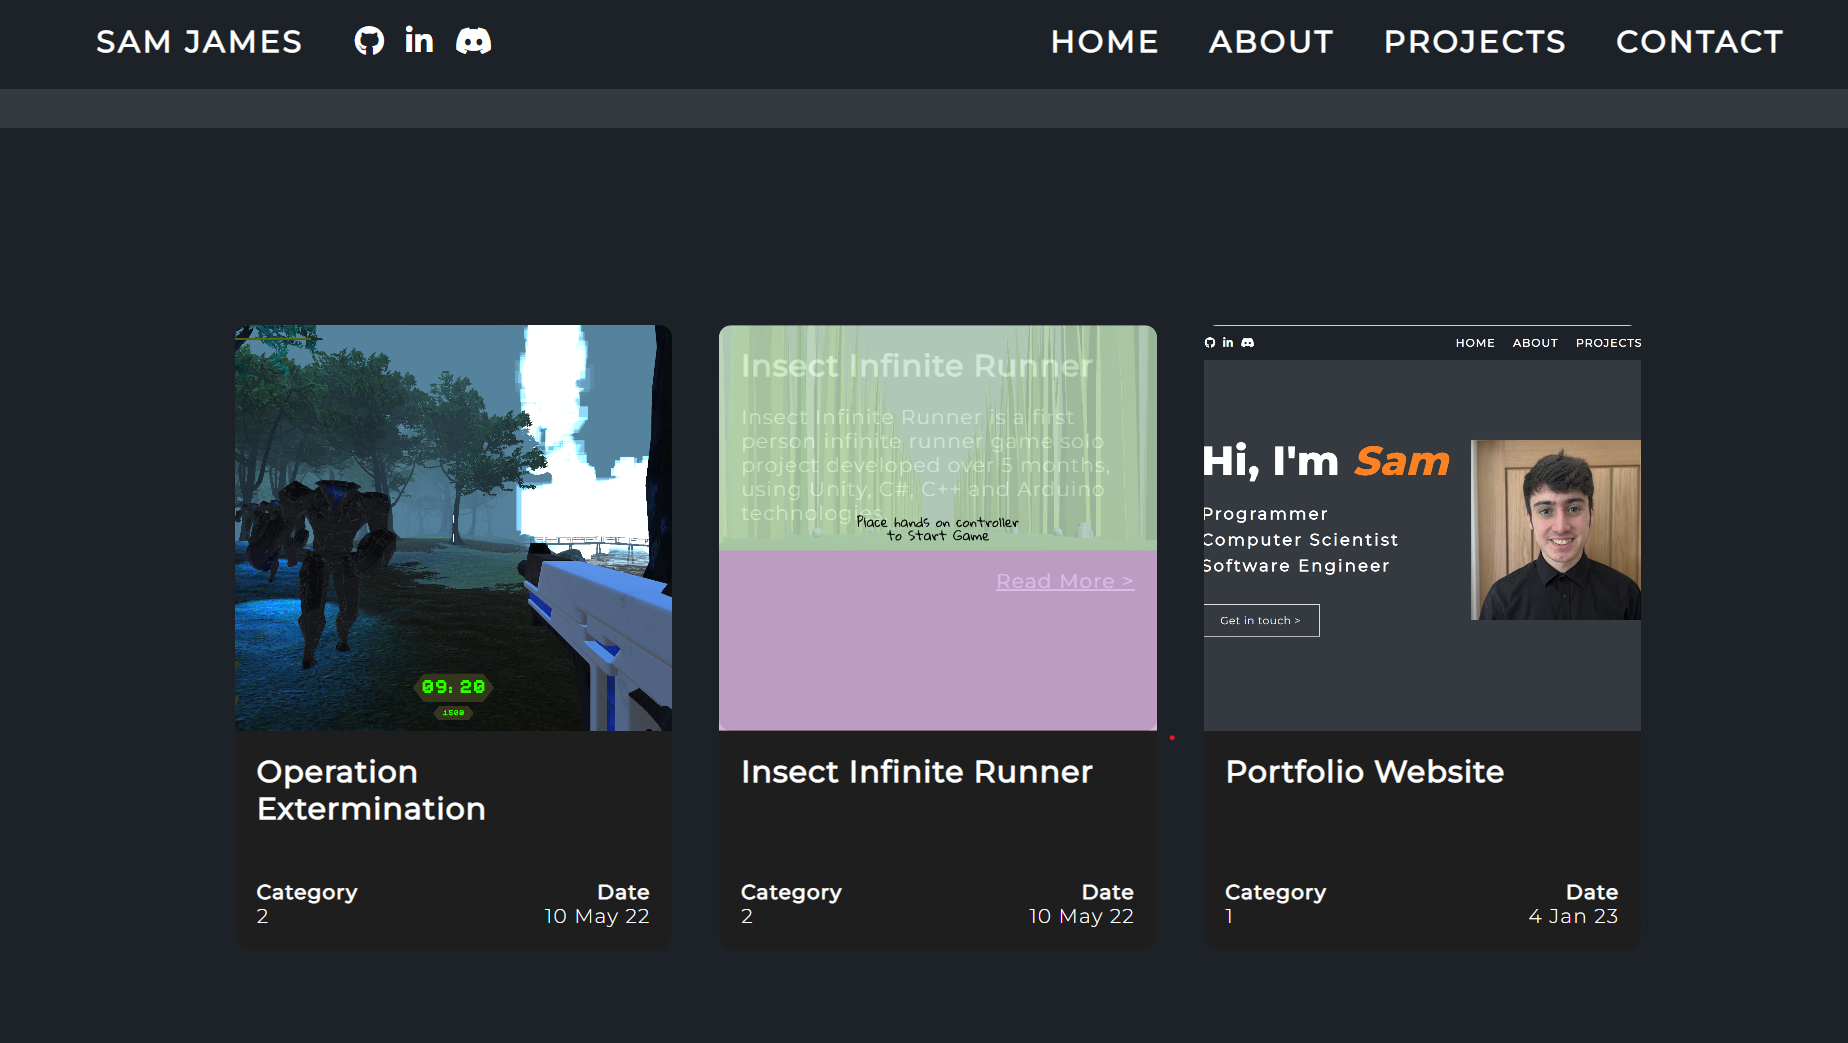 SAM JAMES
HOME
ABOUT
PROJECTS
CONTACT
09:20
1500
Operation
Extermination
Category
Date
2
10 May 22
Insect Infinite Runner
Insect Infinite Runner is a first
person infinite runner game solo
project developed over 5 months,
using Unity, C#, C++ and Arduino
technologies.
Place hands on controller
to Start Game
Read More >
Insect Infinite Runner
Category
Date
2
10 May 22
HOME
ABOUT
PROJECTS
Hi, I'm Sam
Programmer
Computer Scientist
Software Engineer
Get in touch >
Portfolio Website
Category
Date
1
4 Jan 23